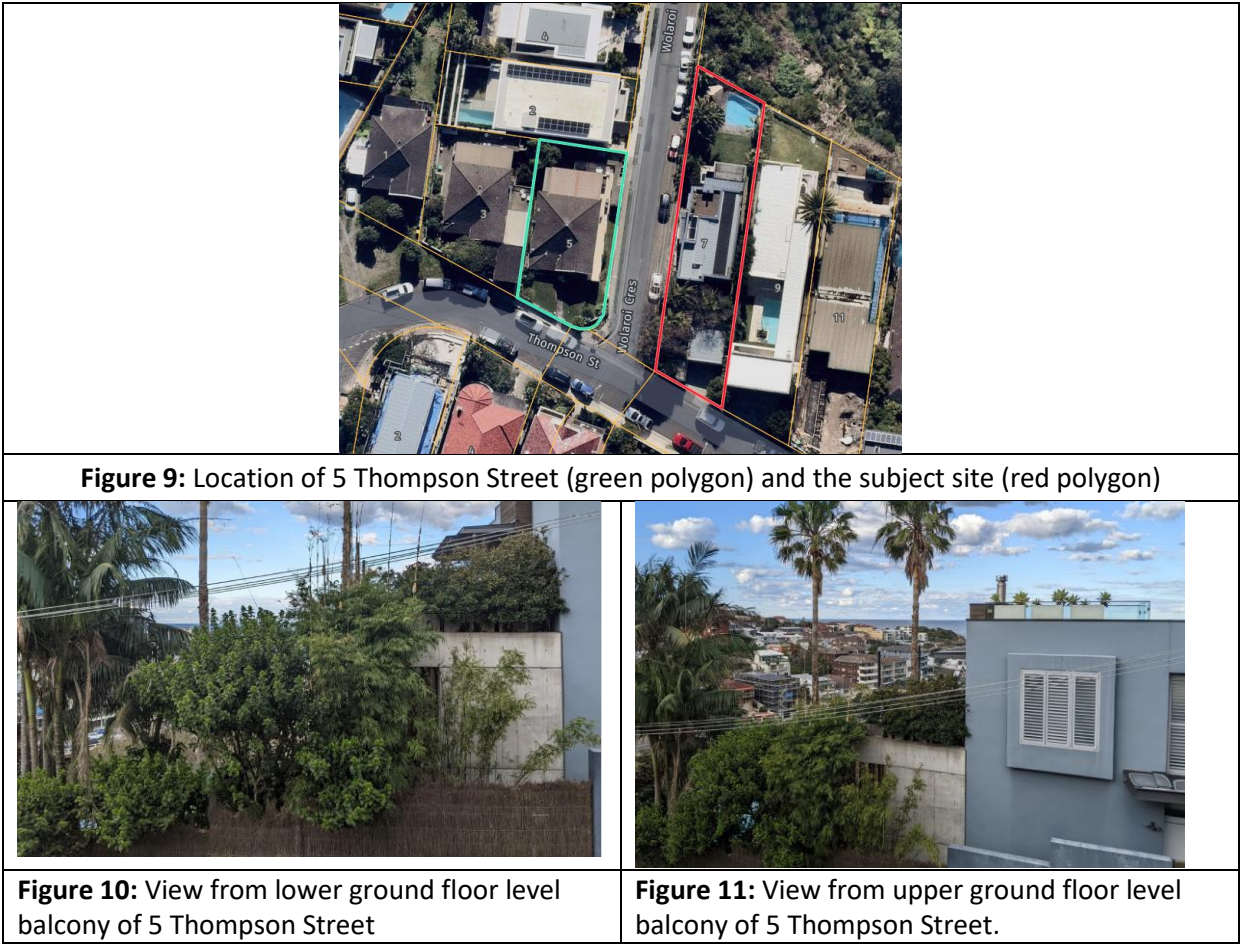 4
Wolaroi
2
1
3
5
7
9
11
Wolaroi Cres
Thompson St
2
4
Figure 9: Location of 5 Thompson Street (green polygon) and the subject site (red polygon)
Figure 10: View from lower ground floor level
balcony of 5 Thompson Street
Figure 11: View from upper ground floor level
balcony of 5 Thompson Street.